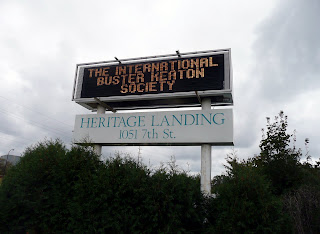 THE INTERNATIONAL
BUSTER KEATON
SOCIETY
HERITAGE LANDING
1051 7th St.